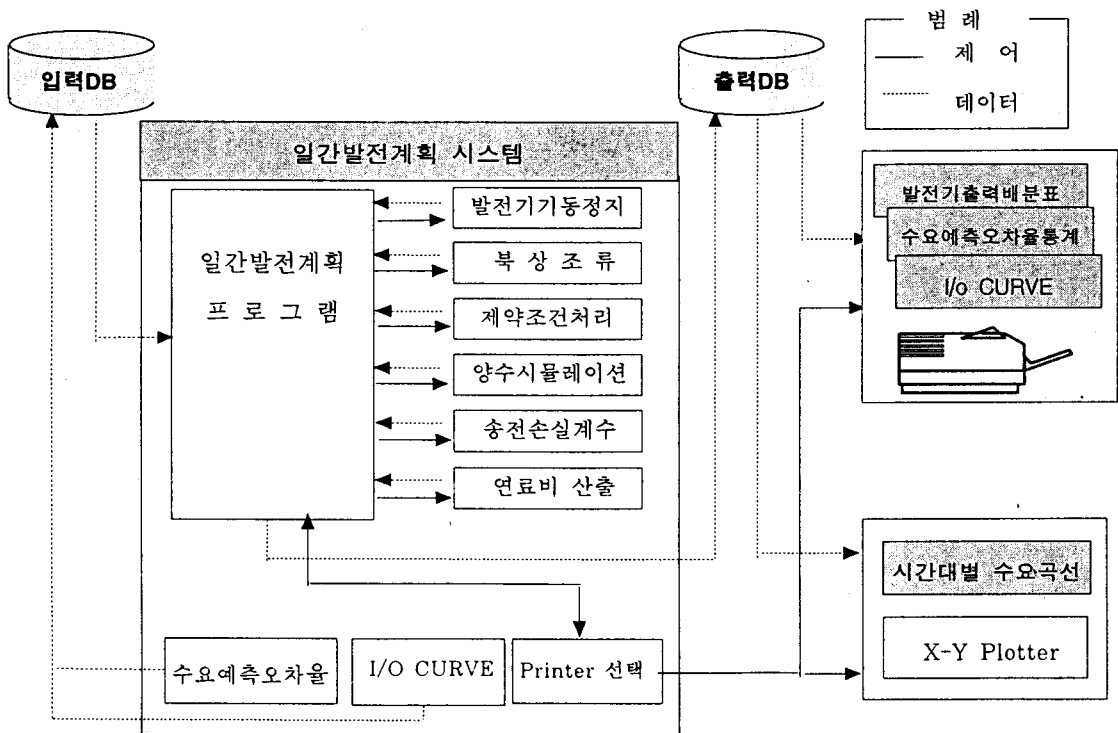 범 례
제 어
데이터
입력DB
출력DB
일간발전계획 시스템
일간발전계획
프 로 그 램
발전기기동정지
북 상 조 류
제약조건처리
양수시뮬레이션
송전손실계수
연료비 산출
수요예측오차율
I/O CURVE
Printer 선택
발전기출력배분표
수요예측오차율통계
I/o CURVE
시간대별 수요곡선
X-Y Plotter